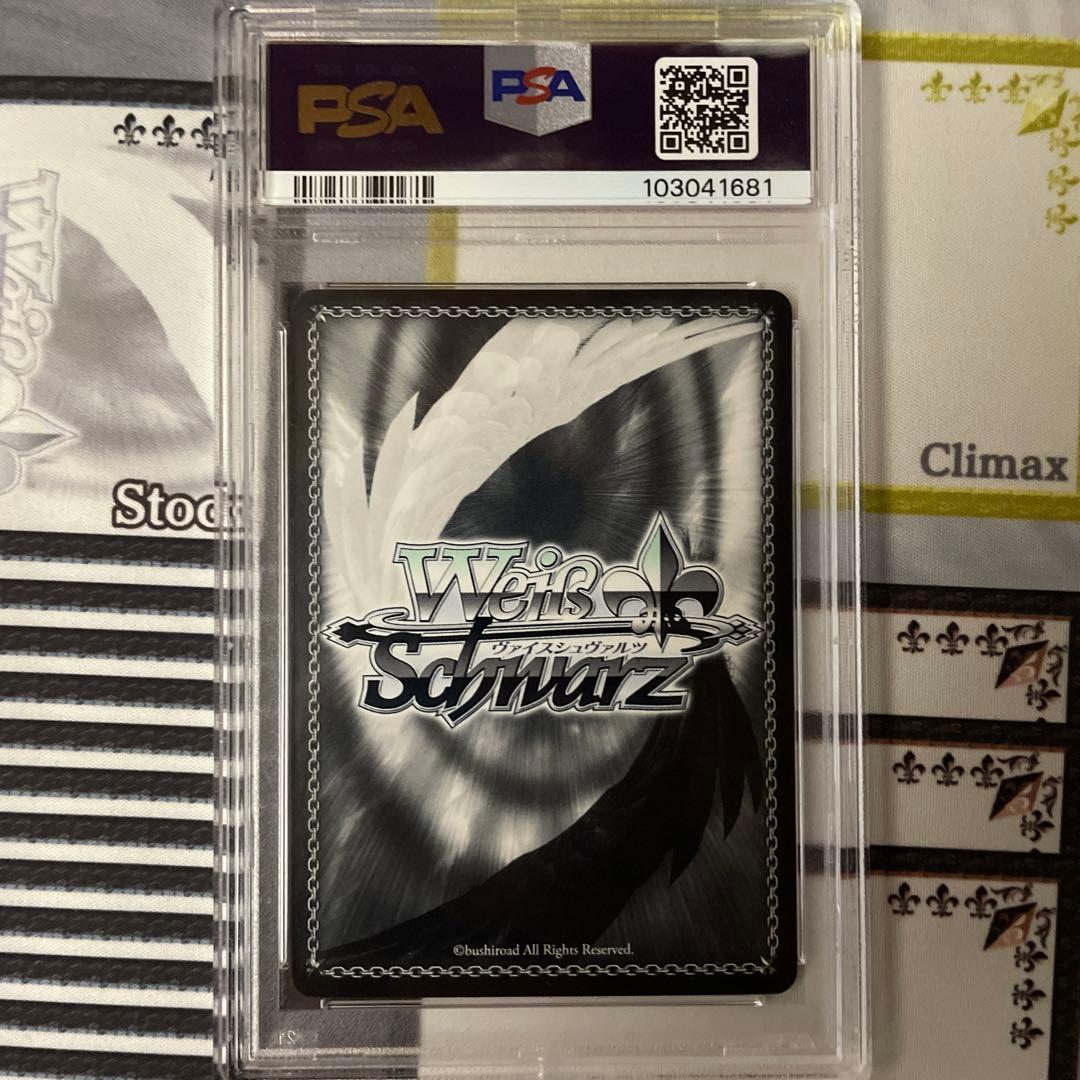 PSA
PSA
103041681
Stoc
Climax
Weiß
ヴァイスシュヴァルツ
Schwarz
©bushiroad All Rights Reserved.